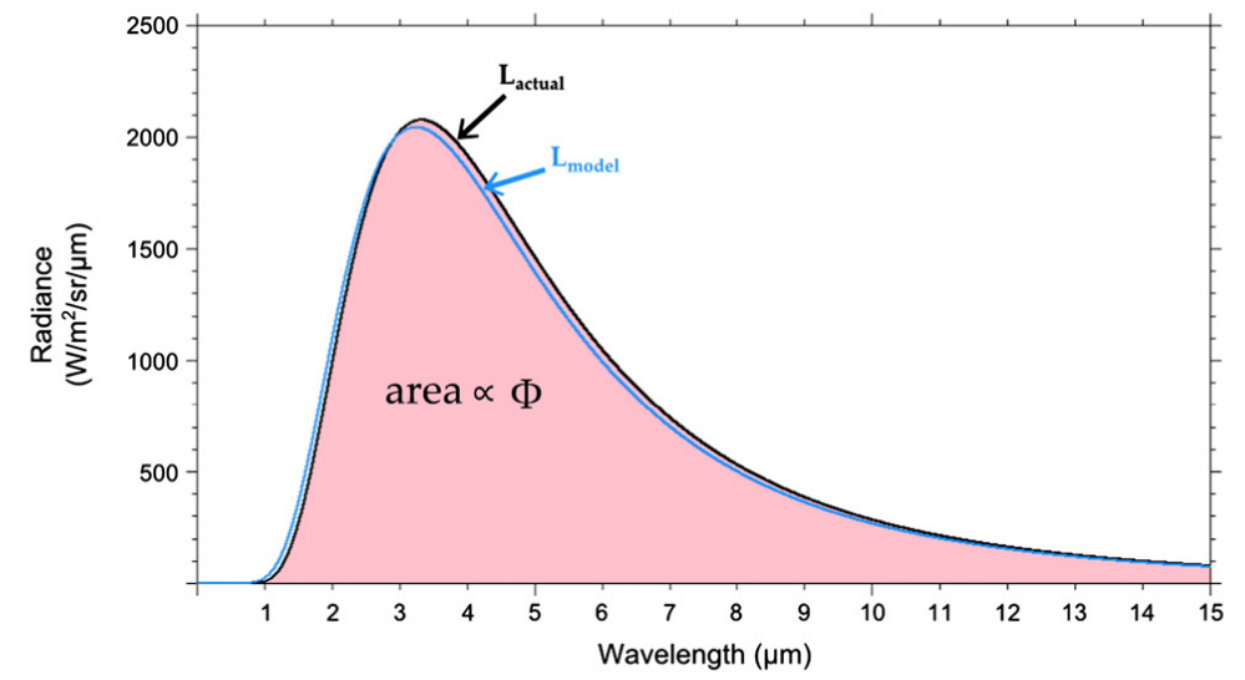 2500
2000
1500
1000
500
Radiance
(W/m²/sr/μm)
L_actual
L_model
area ∝ Φ
1 2 3 4 5 6 7 8 9 10 11 12 13 14 15
Wavelength (μm)